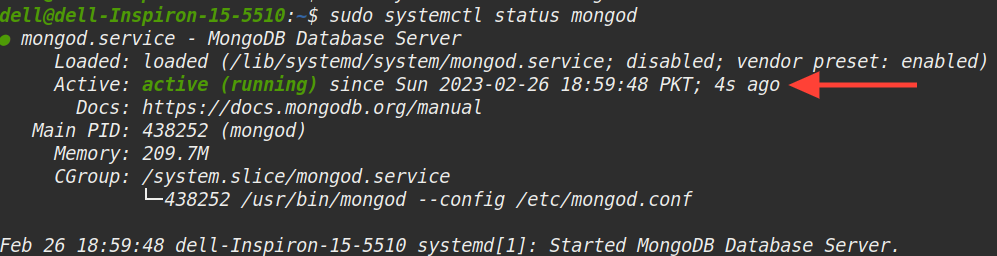 dell@dell-Inspiron-15-5510:~$ sudo systemctl status mongod
● mongod.service - MongoDB Database Server
Loaded: loaded (/lib/systemd/system/mongod.service; disabled; vendor preset: enabled)
Active: active (running) since Sun 2023-02-26 18:59:48 PKT; 4s ago
Docs: https://docs.mongodb.org/manual
Main PID: 438252 (mongod)
Memory: 209.7M
CGroup: /system.slice/mongod.service
└─438252 /usr/bin/mongod --config /etc/mongod.conf
Feb 26 18:59:48 dell-Inspiron-15-5510 systemd[1]: Started MongoDB Database Server.